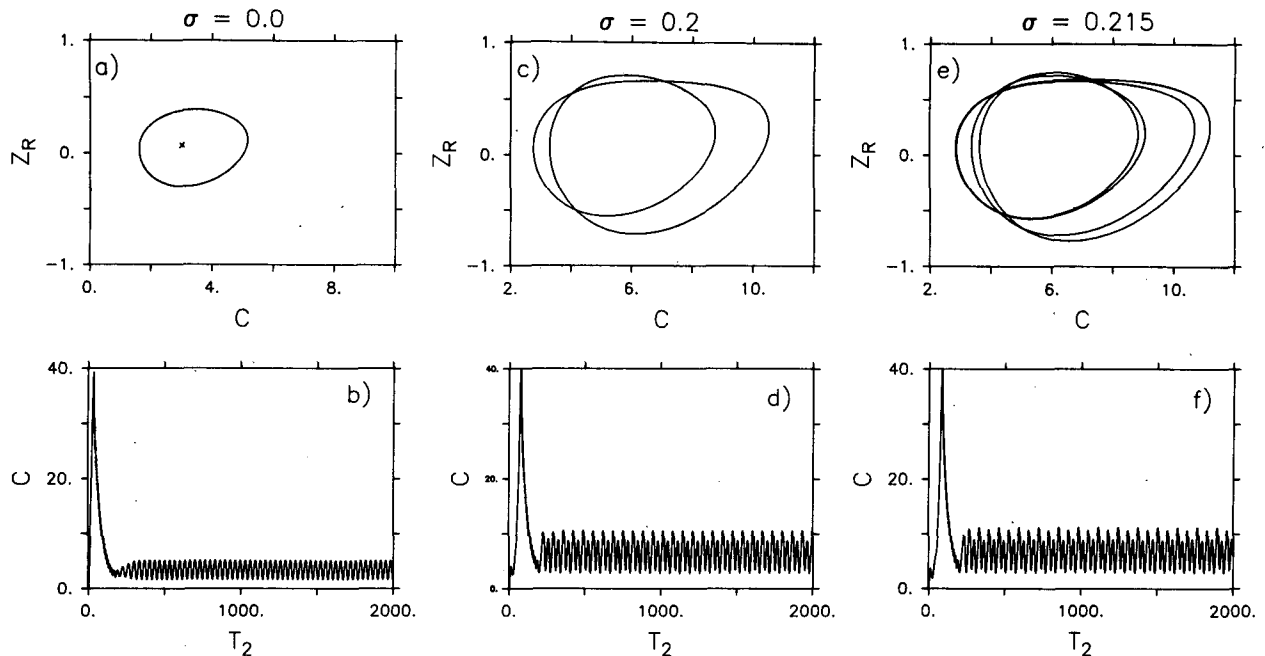 σ = 0.0
σ = 0.2
σ = 0.215
1.
0.
-1.
Z_R
a)
0.
4.
8.
C
1.
0.
-1.
Z_R
c)
2.
6.
10.
C
1.
0.
-1.
Z_R
e)
2.
6.
10.
C
40.
20.
0.
C
b)
0.
1000.
2000.
T_2
40.
20.
0.
C
d)
0.
1000.
2000.
T_2
40.
20.
0.
C
f)
0.
1000.
2000.
T_2